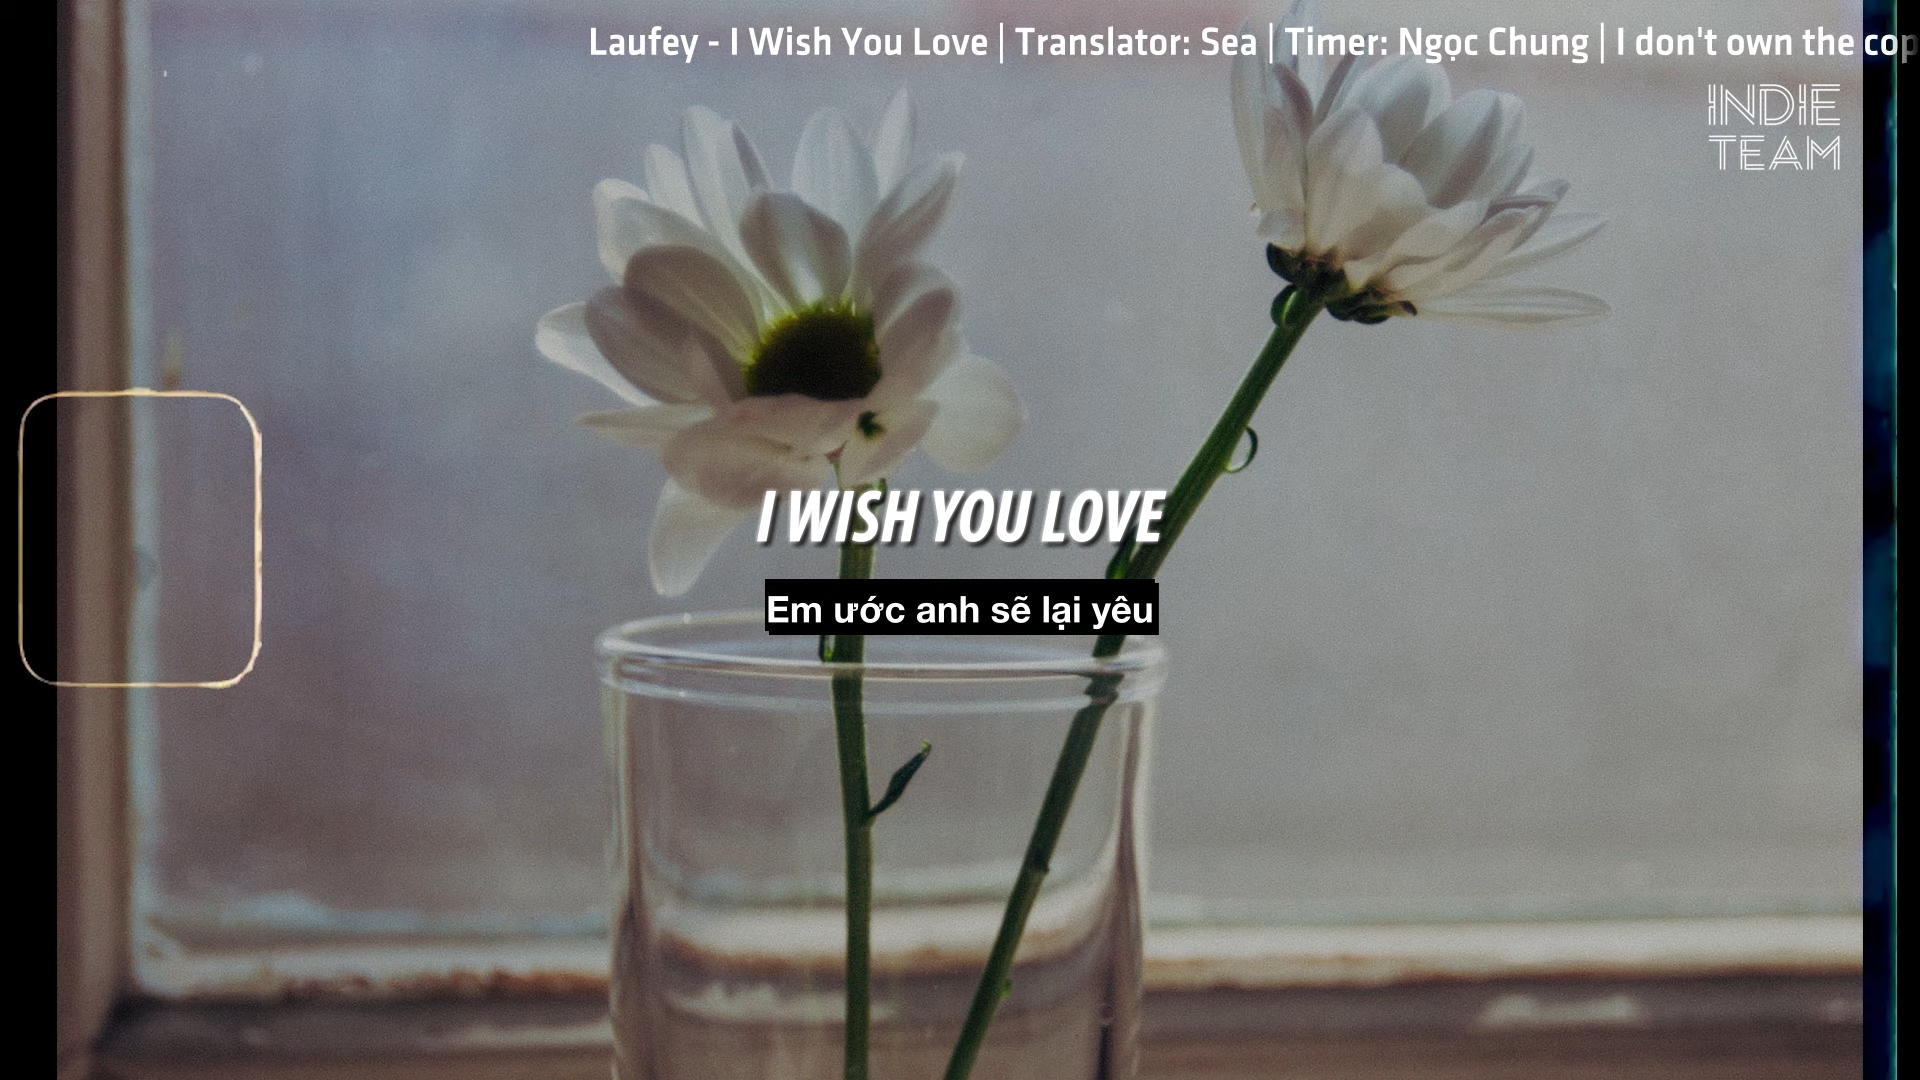 Laufey - I Wish You Love | Translator: Sea | Timer: Ngọc Chung | I don't own the cop
INDIE
TEAM
I WISH YOU LOVE
Em ước anh sẽ lại yêu